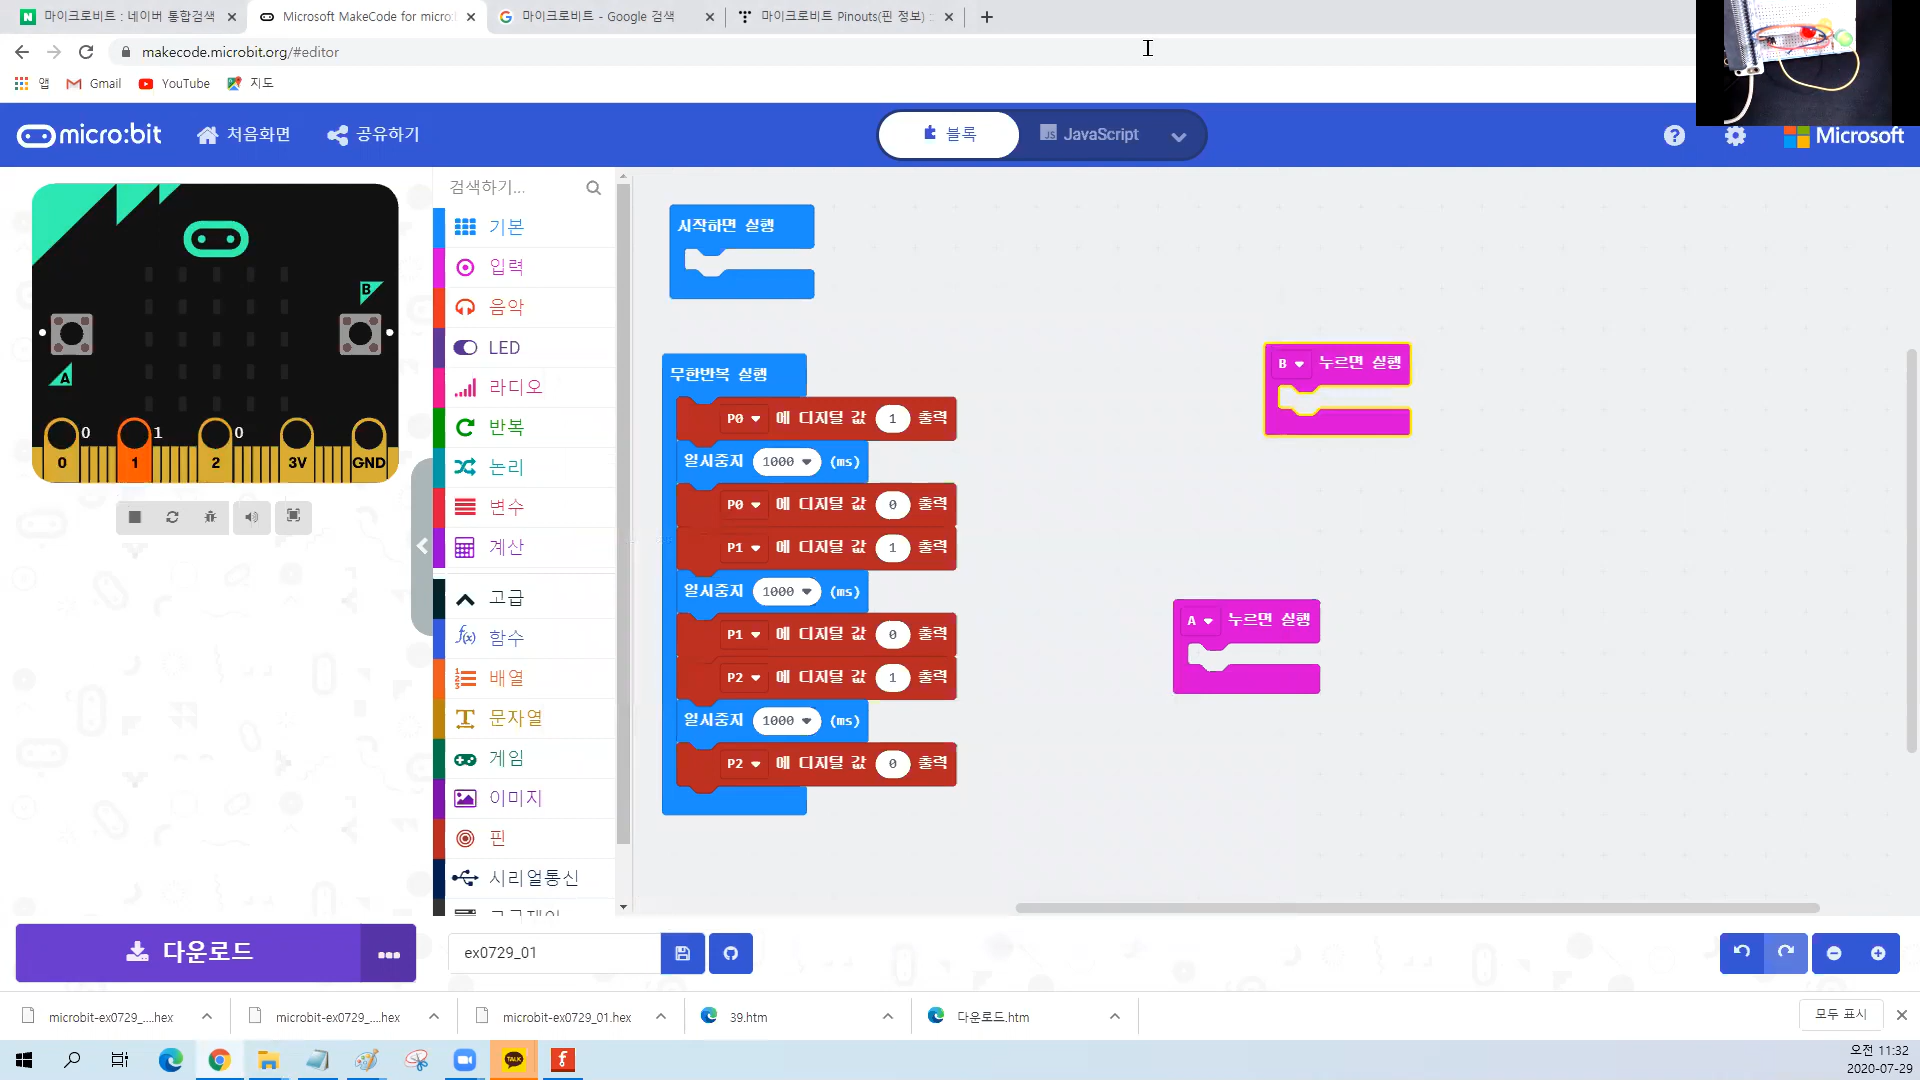 마이크로비트 : 네이버 통합검색
Microsoft MakeCode for micro:
마이크로비트 - Google 검색
마이크로비트 Pinouts(핀 정보) :
makecode.microbit.org/#editor
앱
Gmail
YouTube
지도
micro:bit
처음화면
공유하기
블록
JavaScript
Microsoft
검색하기...
기본
입력
음악
LED
라디오
반복
논리
변수
계산
고급
함수
배열
문자열
게임
이미지
핀
시리얼통신
B
A
0
1
0
0
1
2
3V
GND
시작하면 실행
무한반복 실행
P0 에 디지털 값 1 출력
일시중지 1000 (ms)
P0 에 디지털 값 0 출력
P1 에 디지털 값 1 출력
일시중지 1000 (ms)
P1 에 디지털 값 0 출력
P2 에 디지털 값 1 출력
일시중지 1000 (ms)
P2 에 디지털 값 0 출력
B 누르면 실행
A 누르면 실행
다운로드
ex0729_01
microbit-ex0729_....hex
microbit-ex0729_....hex
microbit-ex0729_01.hex
39.htm
다운로드.htm
모두 표시
TALK
오전 11:32
2020-07-29